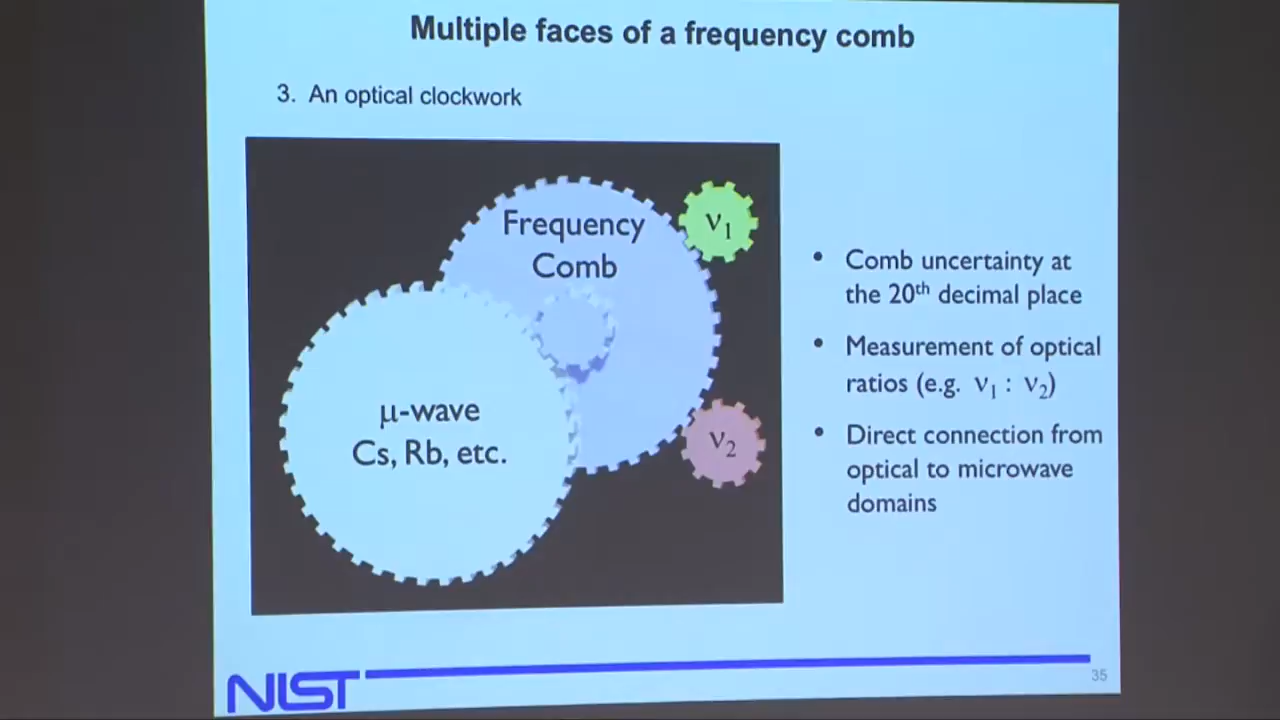 Multiple faces of a frequency comb
3. An optical clockwork
Frequency
Comb
ν₁
μ-wave
Cs, Rb, etc.
ν₂
• Comb uncertainty at
the 20ᵗʰ decimal place
• Measurement of optical
ratios (e.g. ν₁ : ν₂)
• Direct connection from
optical to microwave
domains
NIST
35